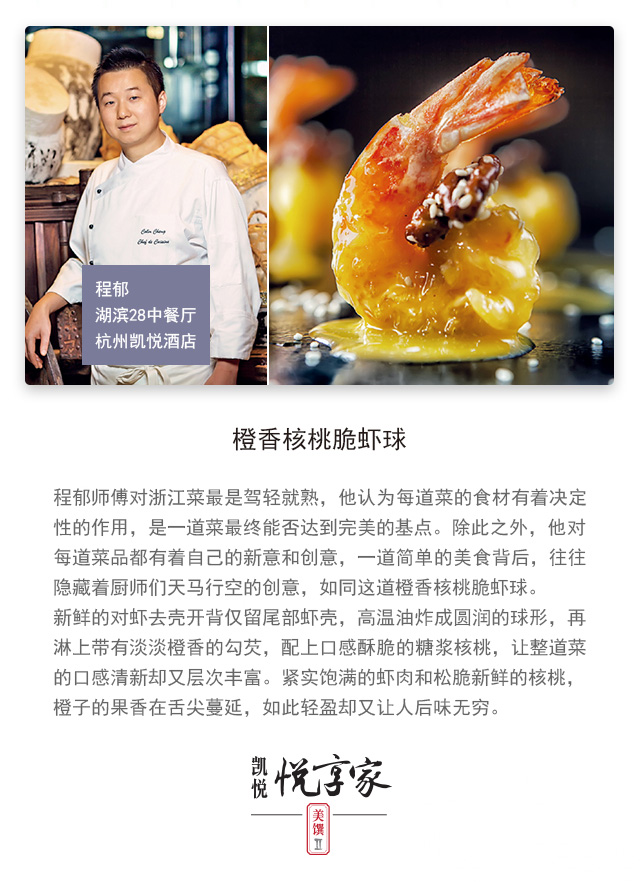 Colin Cheng
Chef de Cuisine
程郁
湖滨28中餐厅
杭州凯悦酒店
橙香核桃脆虾球
程郁师傅对浙江菜最是驾轻就熟，他认为每道菜的食材有着决定
性的作用，是一道菜最终能否达到完美的基点。除此之外，他对
每道菜品都有着自己的新意和创意，一道简单的美食背后，往往
隐藏着厨师们天马行空的创意，如同这道橙香核桃脆虾球。
新鲜的对虾去壳开背仅留尾部虾壳，高温油炸成圆润的球形，再
淋上带有淡淡橙香的勾芡，配上口感酥脆的糖浆核桃，让整道菜
的口感清新却又层次丰富。紧实饱满的虾肉和松脆新鲜的核桃，
橙子的果香在舌尖蔓延，如此轻盈却又让人后味无穷。
凯悦
悦享家
美馔